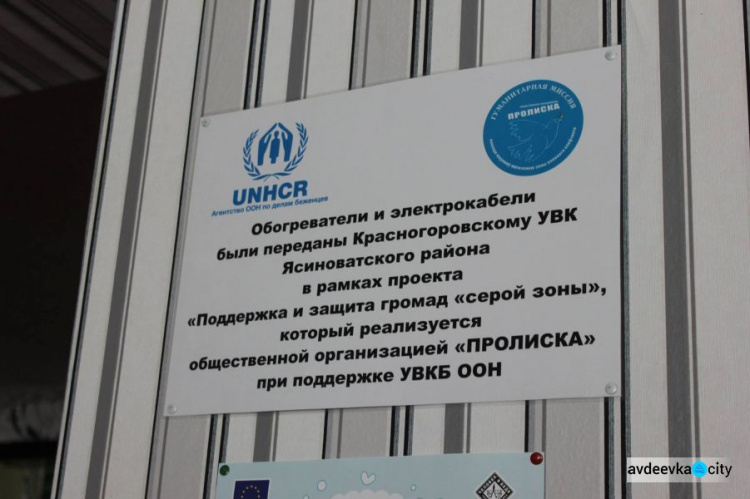 UNHCR
Агентство ООН по делам беженцев
ГУМАНИТАРНАЯ МИССИЯ
ПРОЛИСКА
Обогреватели и электрокабели
были переданы Красногоровскому УВК
Ясиноватского района
в рамках проекта
«Поддержка и защита громад «серой зоны»,
который реализуется
общественной организацией «ПРОЛИСКА»
при поддержке УВКБ ООН
avdeevka city